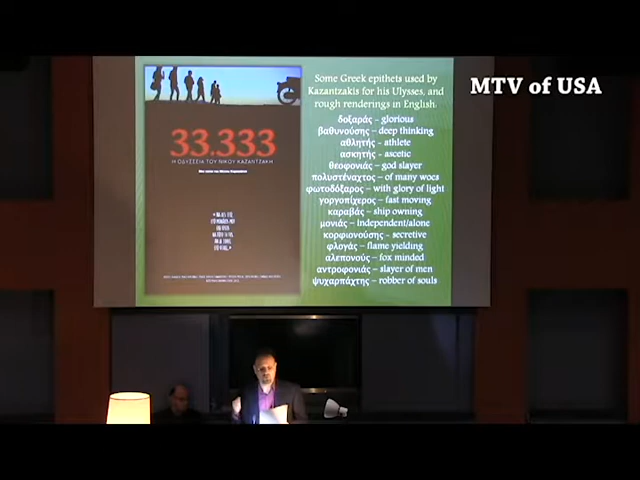 MTV of USA
33.333
Η ΟΔΥΣΣΕΙΑ ΤΟΥ ΝΙΚΟΥ ΚΑΖΑΝΤΖΑΚΗ
Some Greek epithets used by
Kazantzakis for his Ulysses, and
rough renderings in English.
δοξαράς – glorious
βαθυνούσης – deep thinking
αθλητής – athlete
ασκητής - ascetic
θεοφονιάς – god slayer
πολυστέναχτος – of many woes
φωτοδόξαρος – with glory of light
γοργοπίχερος – fast moving
καραβάς – ship owning
μονιάς – independent/alone
κορφιονούσης - secretive
φλογάς – flame yielding
αλεπονούς – fox minded
αντροφονιάς – slayer of men
ψυχαρπάχτης – robber of souls